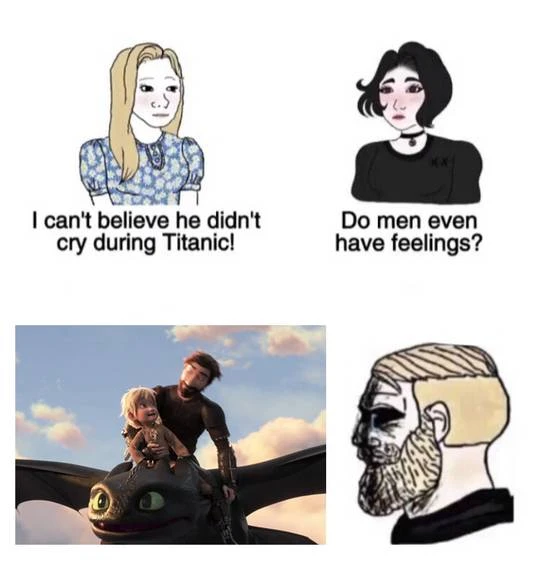 I can't believe he didn't
cry during Titanic!
Do men even
have feelings?